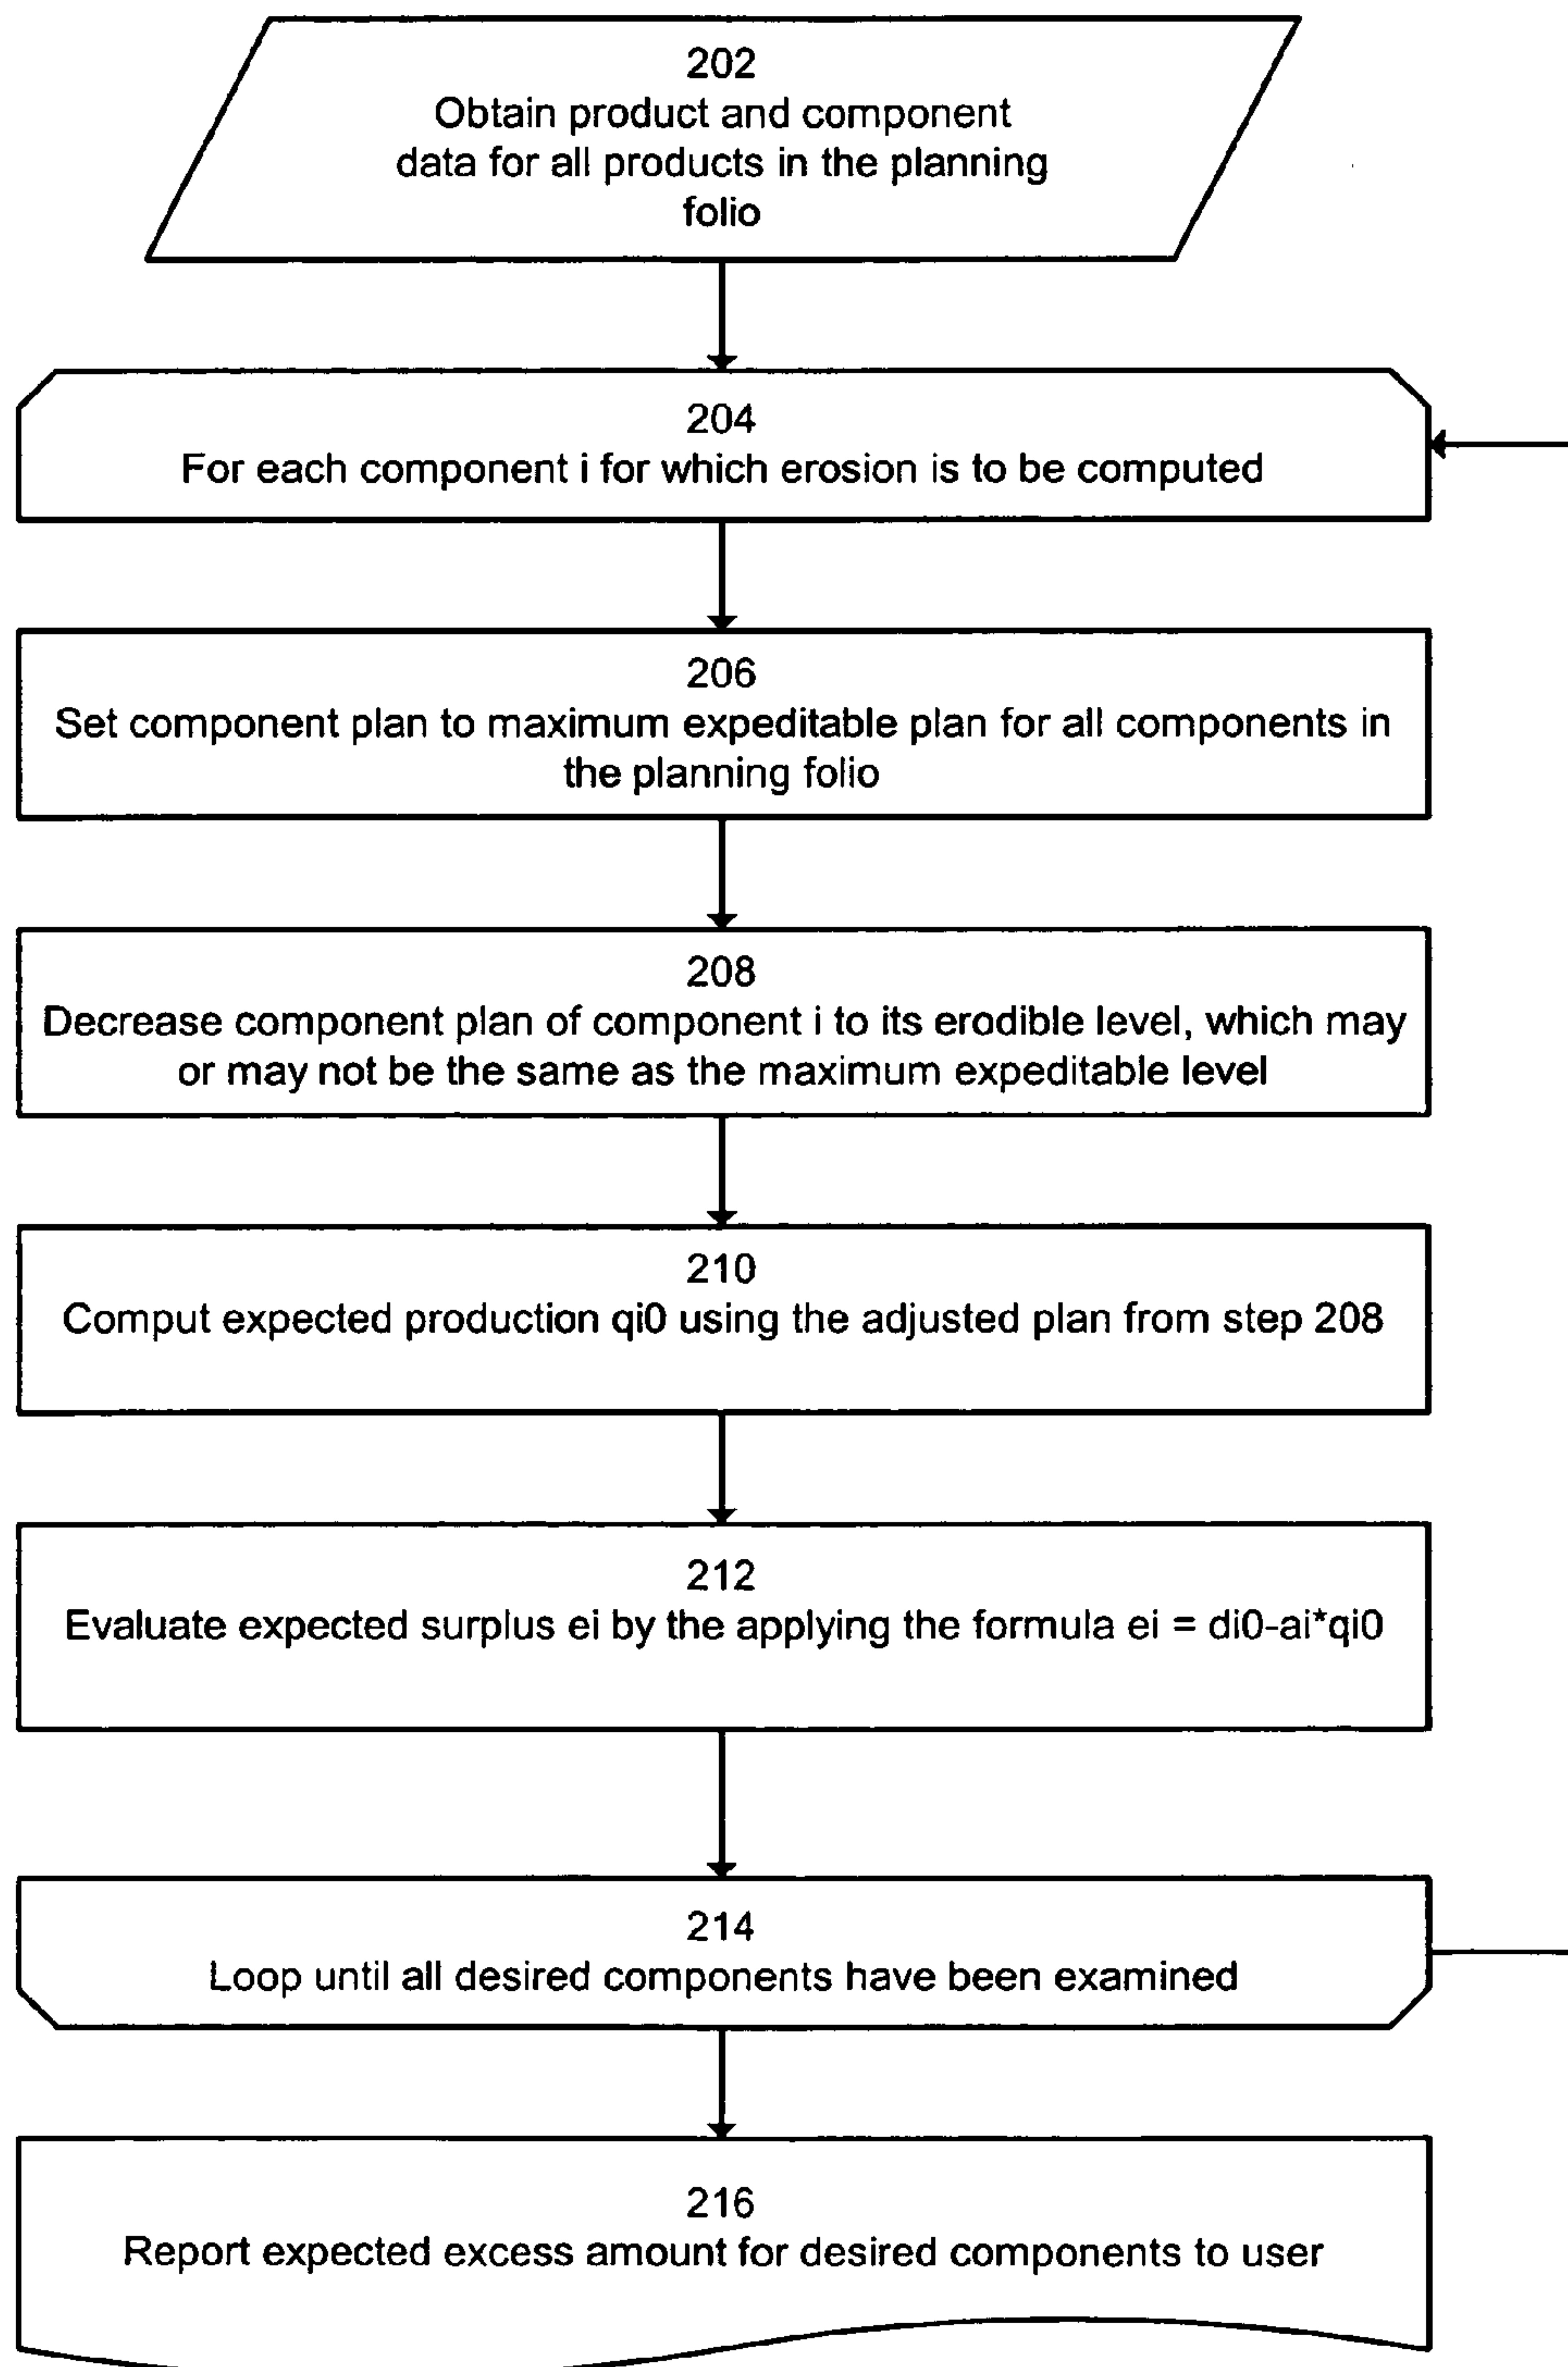 202
Obtain product and component
data for all products in the planning
folio
204
For each component i for which erosion is to be computed
206
Set component plan to maximum expeditable plan for all components in
the planning folio
208
Decrease component plan of component i to its erodible level, which may
or may not be the same as the maximum expeditable level
210
Comput expected production qi0 using the adjusted plan from step 208
212
Evaluate expected surplus ei by the applying the formula ei = di0-ai*qi0
214
Loop until all desired components have been examined
216
Report expected excess amount for desired components to user